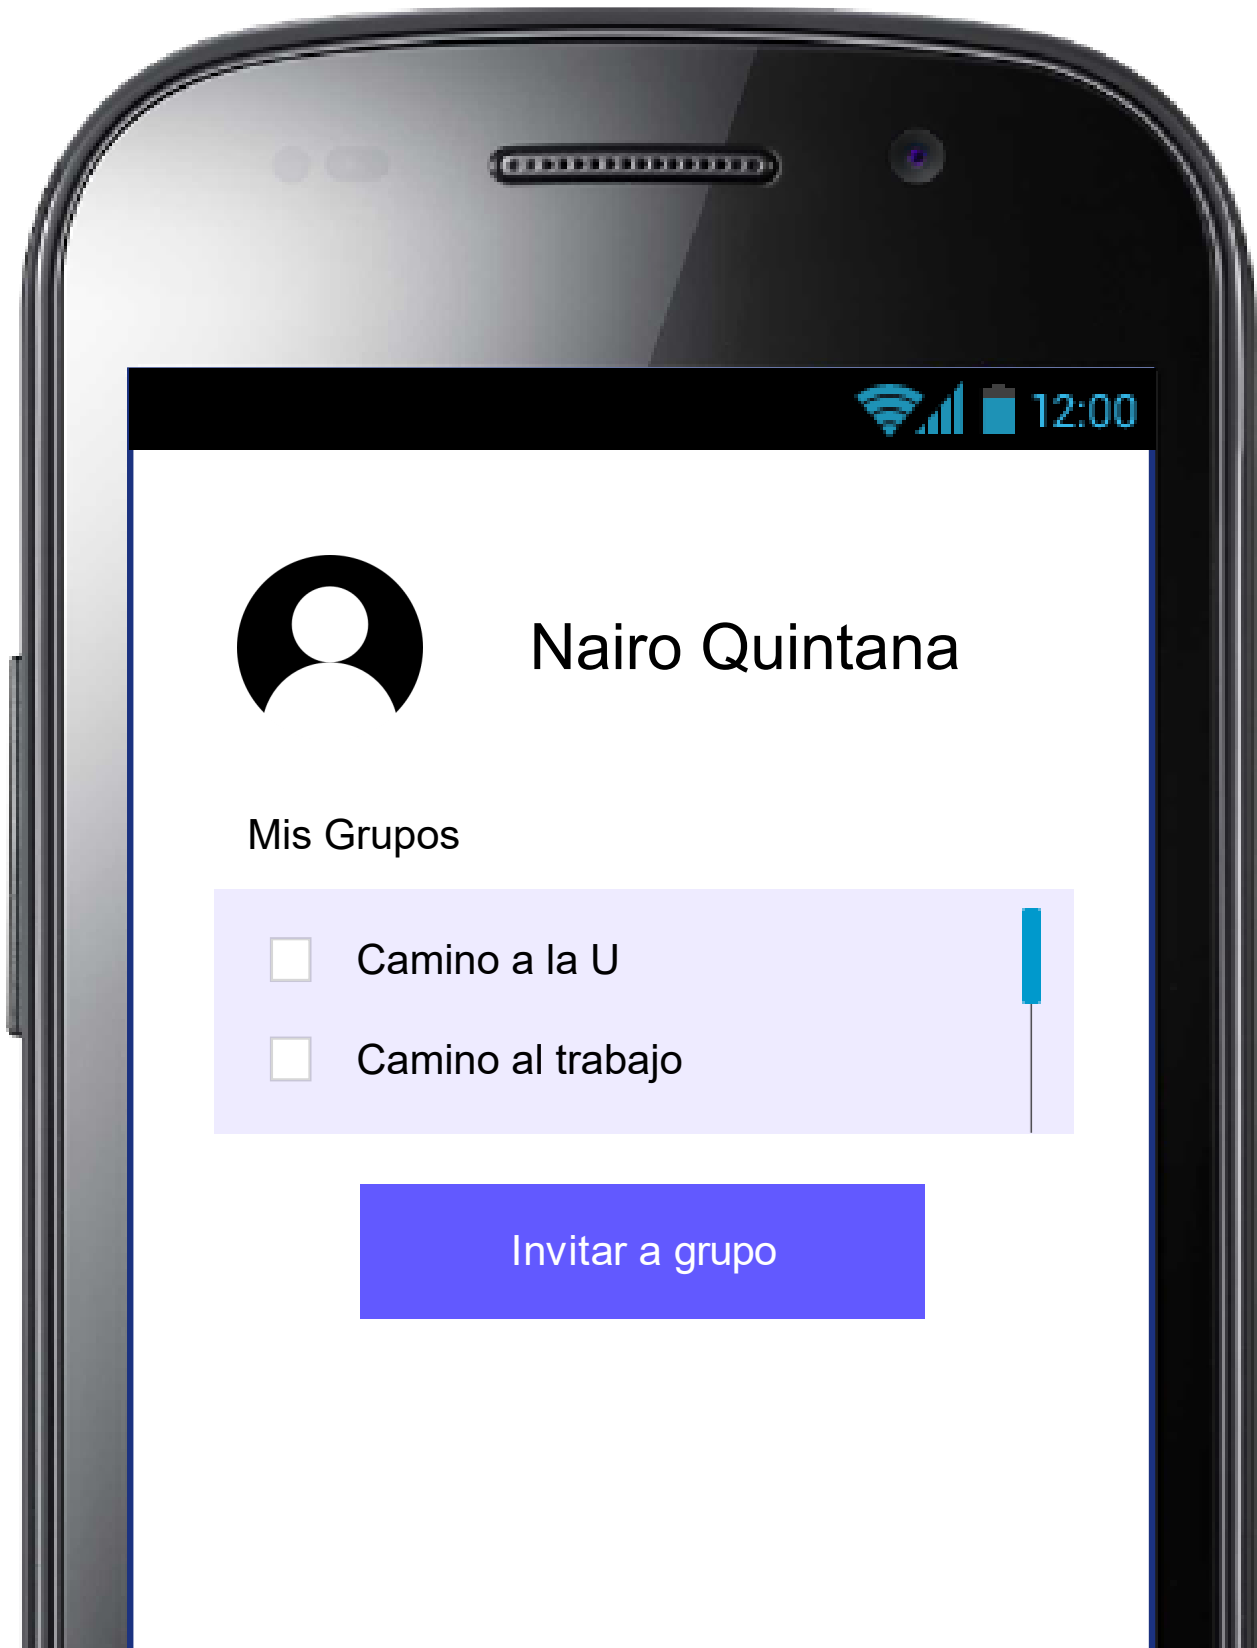 12:00
Nairo Quintana
Mis Grupos
Camino a la U
Camino al trabajo
Invitar a grupo